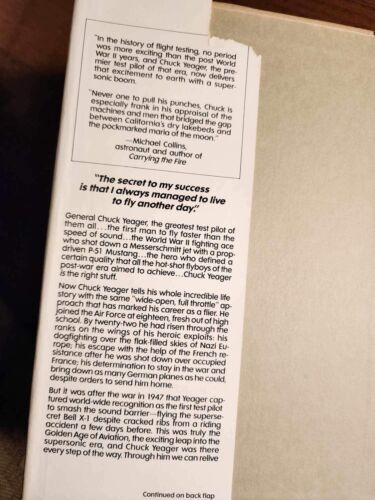 "In the history of flight testing, no period
was more exciting than the post World
War II years, and Chuck Yeager, the pre-
mier test pilot of that era, now delivers
that excitement to earth with a super-
sonic boom.
"Never one to pull his punches, Chuck is
especially frank in his appraisal of the
machines and men that bridged the gap
between California's dry lakebeds and
the pockmarked maria of the moon."
—Michael Collins,
astronaut and author of
Carrying the Fire
"The secret to my success
is that I always managed to live
to fly another day."
General Chuck Yeager, the greatest test pilot of
them all...the first man to fly faster than the
speed of sound...the World War II fighting ace
who shot down a Messerschmitt jet with a prop-
driven P-51 Mustang...the hero who defined a
certain quality that all the hot-shot flyboys of the
post-war era aimed to achieve...Chuck Yeager
is the right stuff.
Now Chuck Yeager tells his whole incredible life
story with the same "wide-open, full throttle" ap-
proach that has marked his career as a flier. He
joined the Air Force at eighteen, fresh out of high
school. By twenty-two he had risen through the
ranks on the wings of his heroic exploits: his
dogfighting over the flak-filled skies of Nazi Eu-
rope; his escape with the help of the French re-
sistance after he was shot down over occupied
France; his determination to stay in the war and
bring down as many German planes as he could,
despite orders to send him home.
But it was after the war in 1947 that Yeager cap-
tured world-wide recognition as the first test pilot
to smash the sound barrier—flying the superse-
cret Bell X-1 despite cracked ribs from a riding
accident a few days before. This was truly the
Golden Age of Aviation, the exciting leap into the
supersonic era, and Chuck Yeager was there
every step of the way. Through him we can relive
Continued on back flap